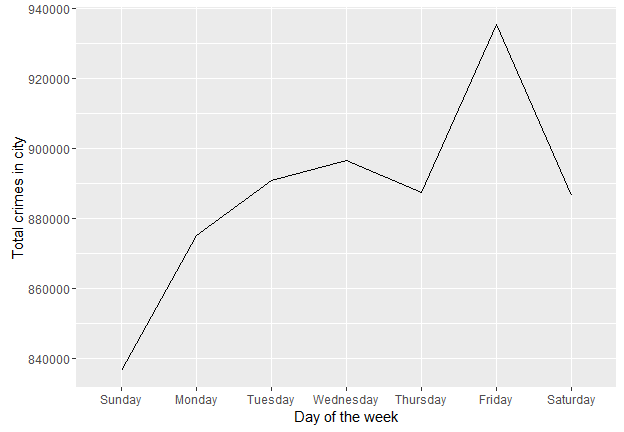 940000
920000
900000
880000
860000
840000
Total crimes in city
Sunday Monday Tuesday Wednesday Thursday Friday Saturday
Day of the week